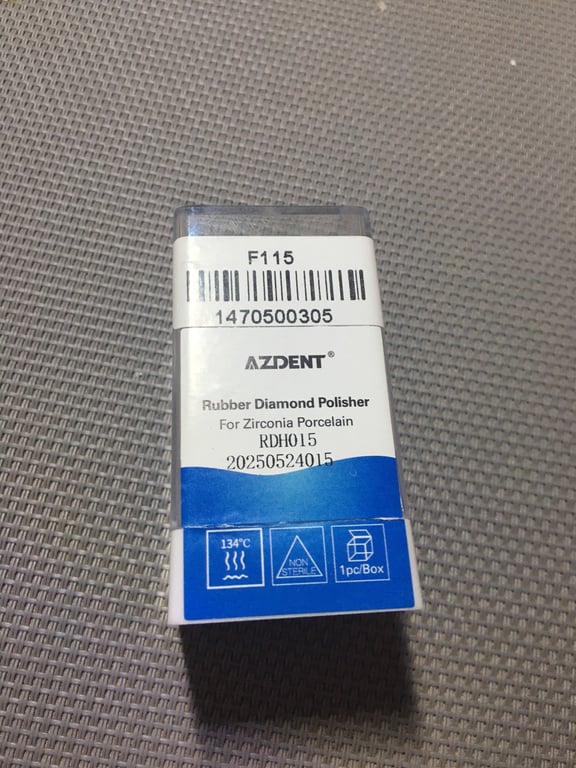 F115
1470500305
AZDENT®
Rubber Diamond Polisher
For Zirconia Porcelain
RDH015
20250524015
134°C
NON
STERILE
1pc/Box